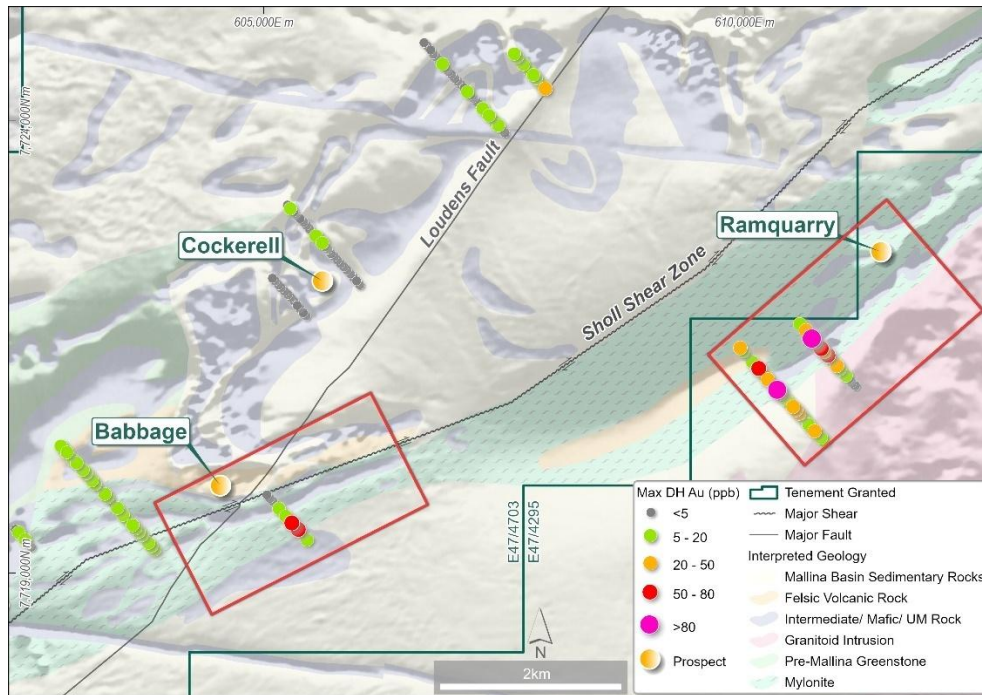 605,000E m
610,000E m
7,724,000N m
Loudens Fault
Cockerell
Ramquarry
Sholl Shear Zone
Babbage
7,719,000N m
E47/4703
E47/4295
N
2km
Max DH Au (ppb)
<5
5 - 20
20 - 50
50 - 80
>80
Prospect
Tenement Granted
Major Shear
Major Fault
Interpreted Geology
Mallina Basin Sedimentary Rocks
Felsic Volcanic Rock
Intermediate/ Mafic/ UM Rock
Granitoid Intrusion
Pre-Mallina Greenstone
Mylonite